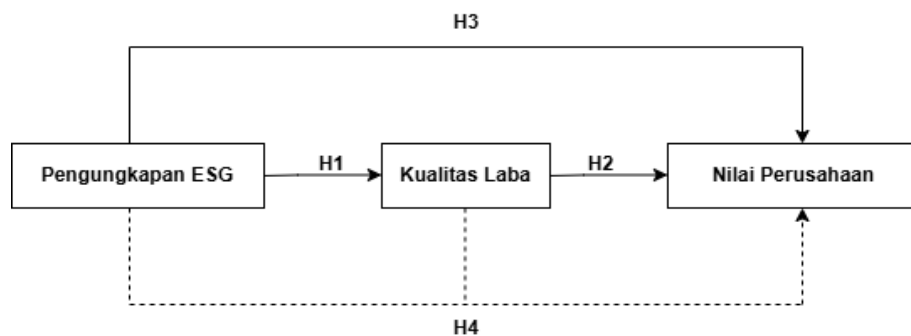 H3
Pengungkapan ESG
H1
Kualitas Laba
H2
Nilai Perusahaan
H4